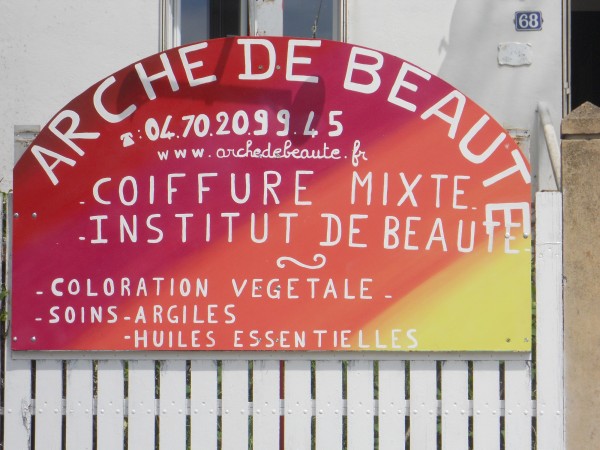 68
ARCHE DE BEAUTE
☎: 04.70.20.99.45
www.archedebeaute.fr
- COIFFURE MIXTE -
- INSTITUT DE BEAUTE -
- COLORATION VEGETALE -
- SOINS - ARGILES
- HUILES ESSENTIELLES